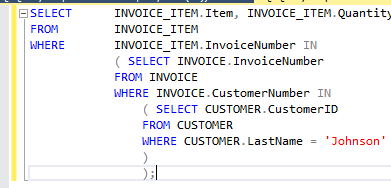 SELECT INVOICE_ITEM.Item, INVOICE_ITEM.Quantity
FROM INVOICE_ITEM
WHERE INVOICE_ITEM.InvoiceNumber IN
( SELECT INVOICE.InvoiceNumber
FROM INVOICE
WHERE INVOICE.CustomerNumber IN
( SELECT CUSTOMER.CustomerID
FROM CUSTOMER
WHERE CUSTOMER.LastName = 'Johnson'
)
);